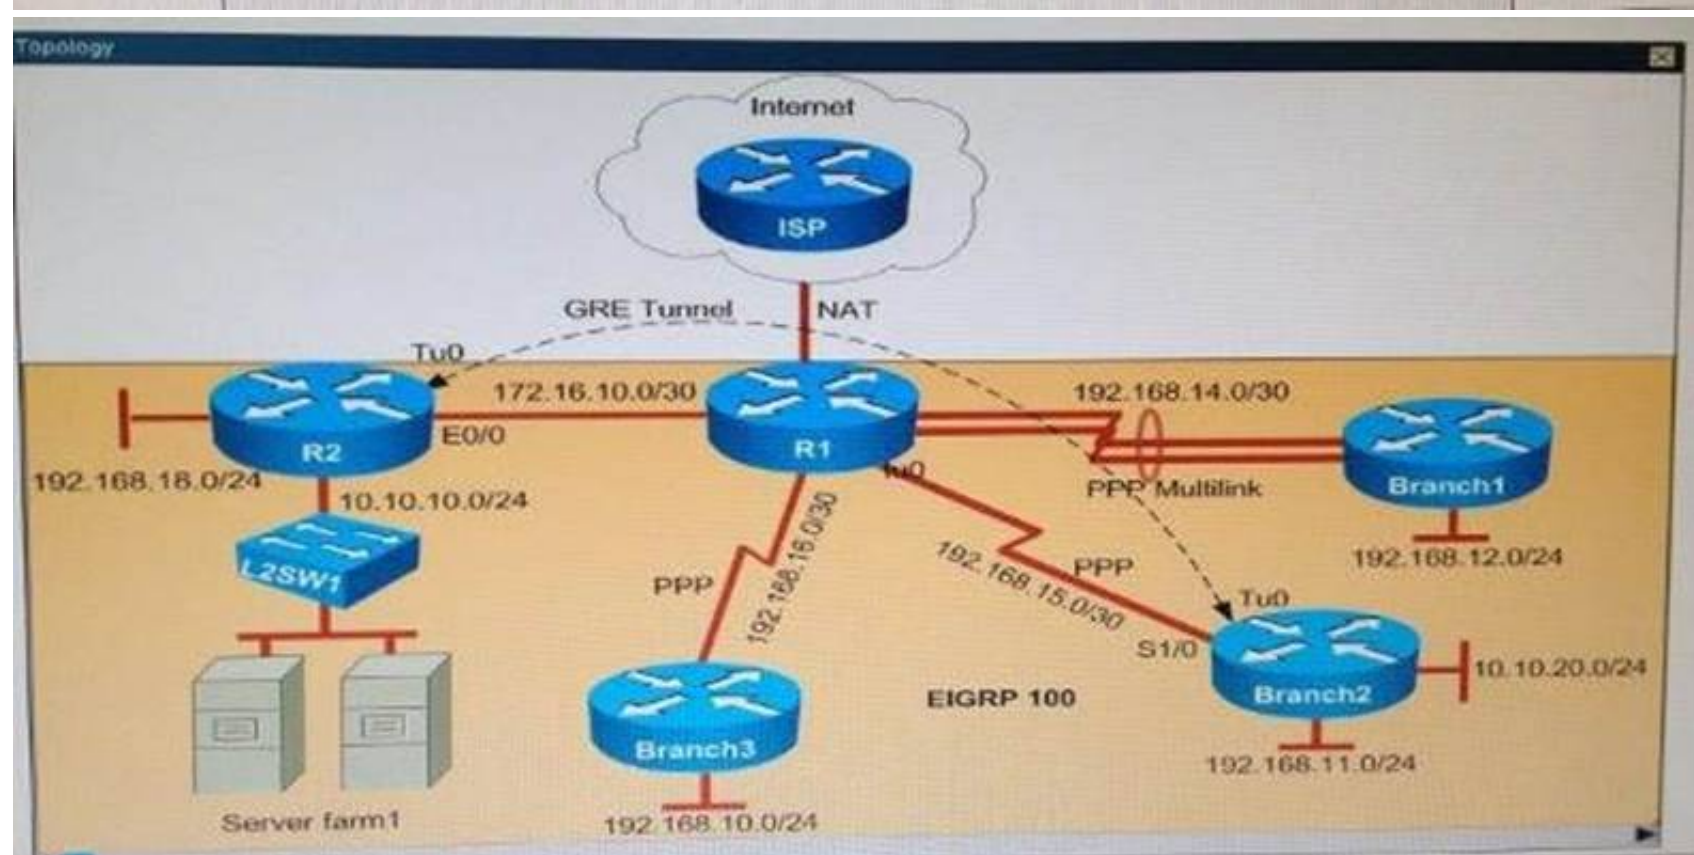 Topology
Internet
ISP
GRE Tunnel
NAT
Tu0
172.16.10.0/30
192.168.14.0/30
R2
E0/0
R1
Tu0
192.168.18.0/24
10.10.10.0/24
PPP Multilink
Branch1
192.168.12.0/24
L2SW1
PPP
192.168.16.0/30
192.168.15.0/30
PPP
Tu0
S1/0
10.10.20.0/24
Branch2
EIGRP 100
Branch3
192.168.11.0/24
Server farm1
192.168.10.0/24